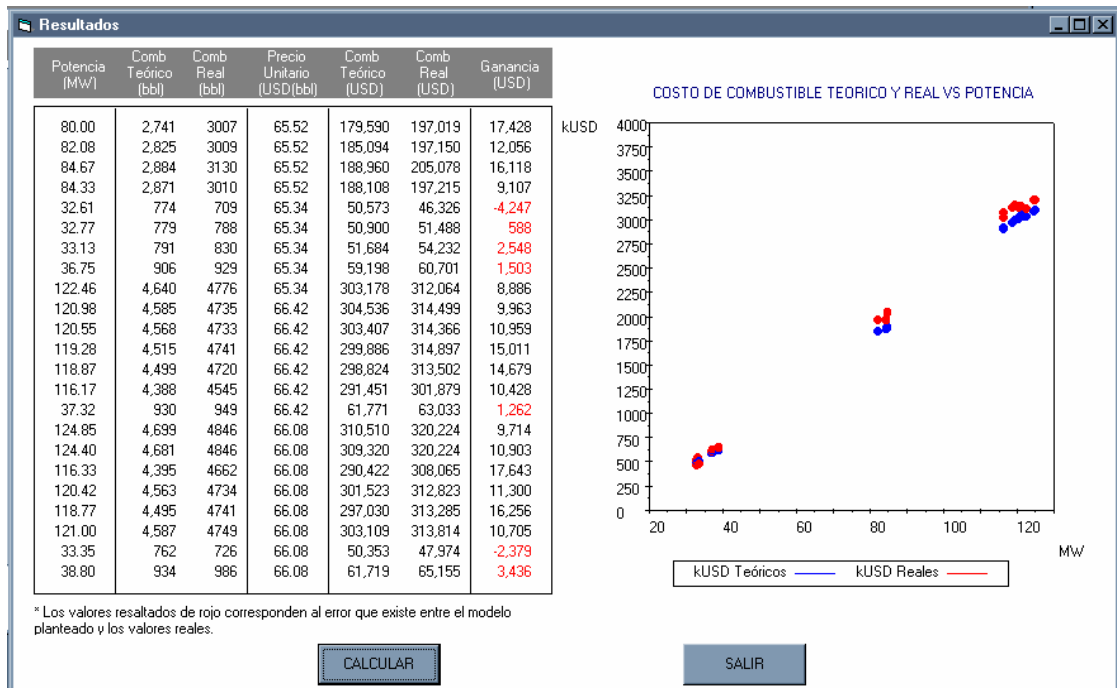 Resultados
Potencia (MW) Comb Teórico (bbl) Comb Real (bbl) Precio Unitario (USD(bbl) Comb Teórico (USD) Comb Real (USD) Ganancia (USD)
80.00 2,741 3007 65.52 179,590 197,019 17,428
82.08 2,825 3009 65.52 185,094 197,150 12,056
84.67 2,884 3130 65.52 188,960 205,078 16,118
84.33 2,871 3010 65.52 188,108 197,215 9,107
32.61 774 709 65.34 50,573 46,326 -4,247
32.77 779 788 65.34 50,900 51,488 588
33.13 791 830 65.34 51,684 54,232 2,548
36.75 906 929 65.34 59,198 60,701 1,503
122.46 4,640 4776 65.34 303,178 312,064 8,886
120.98 4,585 4735 66.42 304,536 314,499 9,963
120.55 4,568 4733 66.42 303,407 314,366 10,959
119.28 4,515 4741 66.42 299,886 314,897 15,011
118.87 4,499 4720 66.42 298,824 313,502 14,679
116.17 4,388 4545 66.42 291,451 301,879 10,428
37.32 930 949 66.42 61,771 63,033 1,262
124.85 4,699 4846 66.08 310,510 320,224 9,714
124.40 4,681 4846 66.08 309,320 320,224 10,903
116.33 4,395 4662 66.08 290,422 308,065 17,643
120.42 4,563 4734 66.08 301,523 312,823 11,300
118.77 4,495 4741 66.08 297,030 313,285 16,256
121.00 4,587 4749 66.08 303,109 313,814 10,705
33.35 762 726 66.08 50,353 47,974 -2,379
38.80 934 986 66.08 61,719 65,155 3,436
* Los valores resaltados de rojo corresponden al error que existe entre el modelo
planteado y los valores reales.
COSTO DE COMBUSTIBLE TEORICO Y REAL VS POTENCIA
kUSD
4000
3750
3500
3250
3000
2750
2500
2250
2000
1750
1500
1250
1000
750
500
250
0
20 40 80 100 120
MW
kUSD Teóricos kUSD Reales
CALCULAR
SALIR